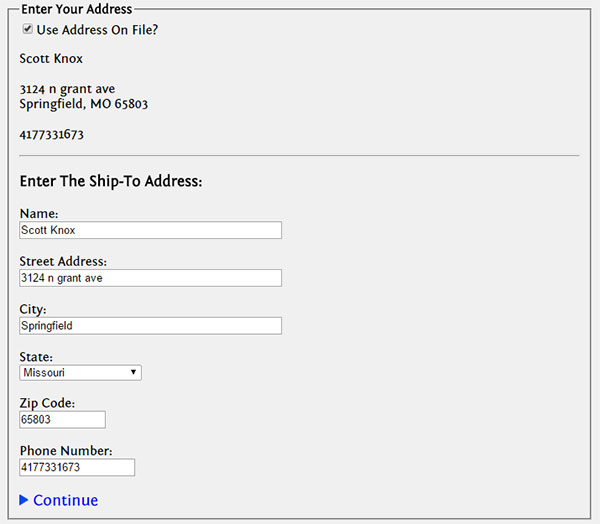 Enter Your Address
Use Address On File?
Scott Knox
3124 n grant ave
Springfield, MO 65803
4177331673
Enter The Ship-To Address:
Name:
Scott Knox
Street Address:
3124 n grant ave
City:
Springfield
State:
Missouri
Zip Code:
65803
Phone Number:
4177331673
Continue